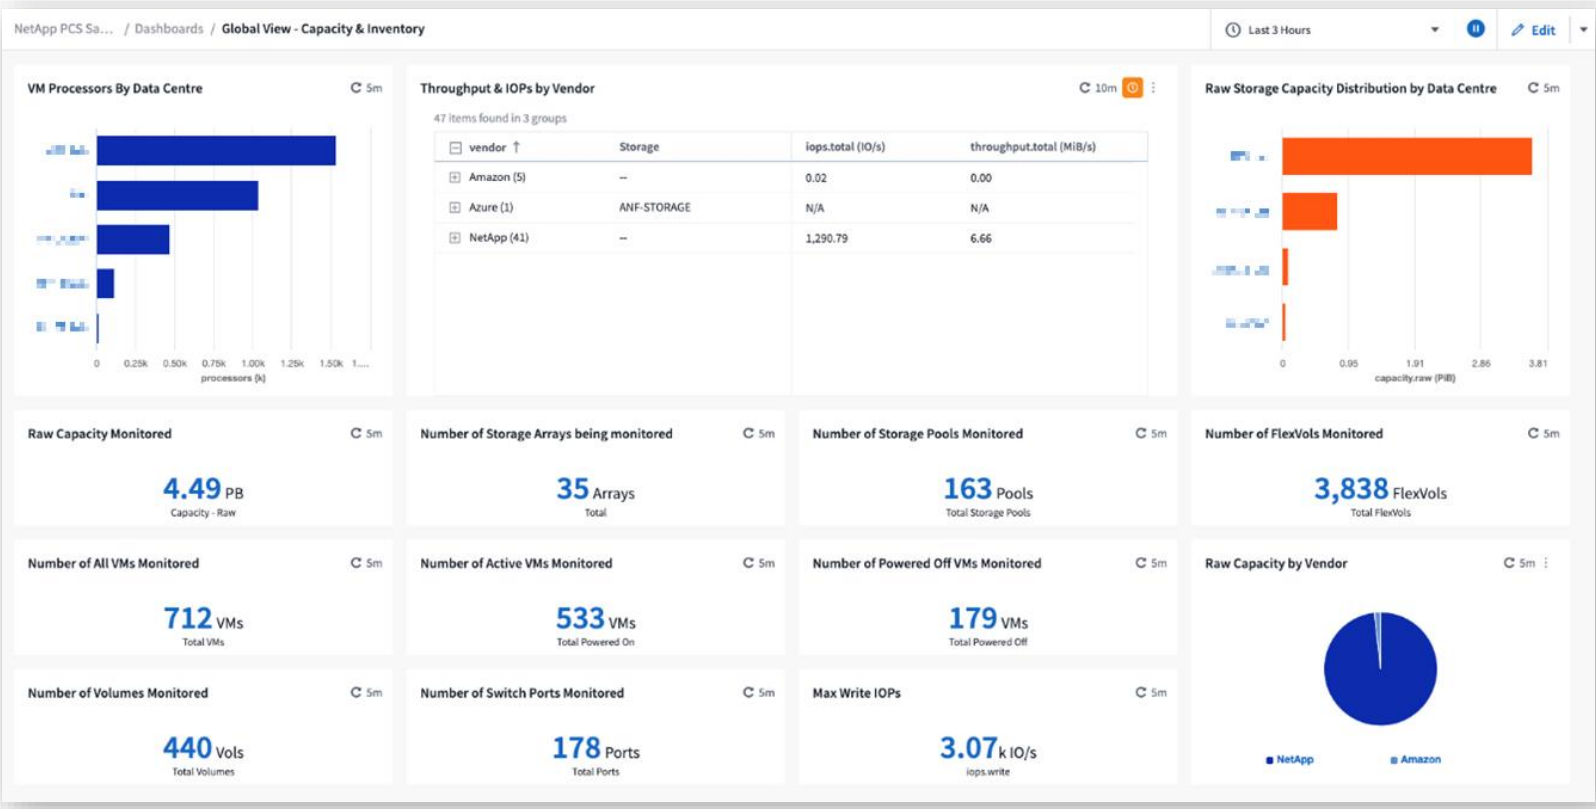 NetApp PCS Sa... / Dashboards / Global View - Capacity & Inventory
Last 3 Hours
Edit
VM Processors By Data Centre
5m
0 0.25k 0.50k 0.75k 1.00k 1.25k 1.50k 1....
processors (k)
Throughput & IOPs by Vendor
10m
47 items found in 3 groups
vendor ↑ Storage iops.total (IO/s) throughput.total (MiB/s)
Amazon (5) -- 0.02 0.00
Azure (1) ANF-STORAGE N/A N/A
NetApp (41) -- 1,290.79 6.66
Raw Storage Capacity Distribution by Data Centre
5m
0 0.95 1.91 2.86 3.81
capacity.raw (PiB)
Raw Capacity Monitored
5m
4.49 PB
Capacity - Raw
Number of Storage Arrays being monitored
5m
35 Arrays
Total
Number of Storage Pools Monitored
5m
163 Pools
Total Storage Pools
Number of FlexVols Monitored
5m
3,838 FlexVols
Total FlexVols
Number of All VMs Monitored
5m
712 VMs
Total VMs
Number of Active VMs Monitored
5m
533 VMs
Total Powered On
Number of Powered Off VMs Monitored
5m
179 VMs
Total Powered Off
Raw Capacity by Vendor
5m
NetApp
Amazon
Number of Volumes Monitored
5m
440 Vols
Total Volumes
Number of Switch Ports Monitored
5m
178 Ports
Total Ports
Max Write IOPs
5m
3.07k IO/s
iops.write